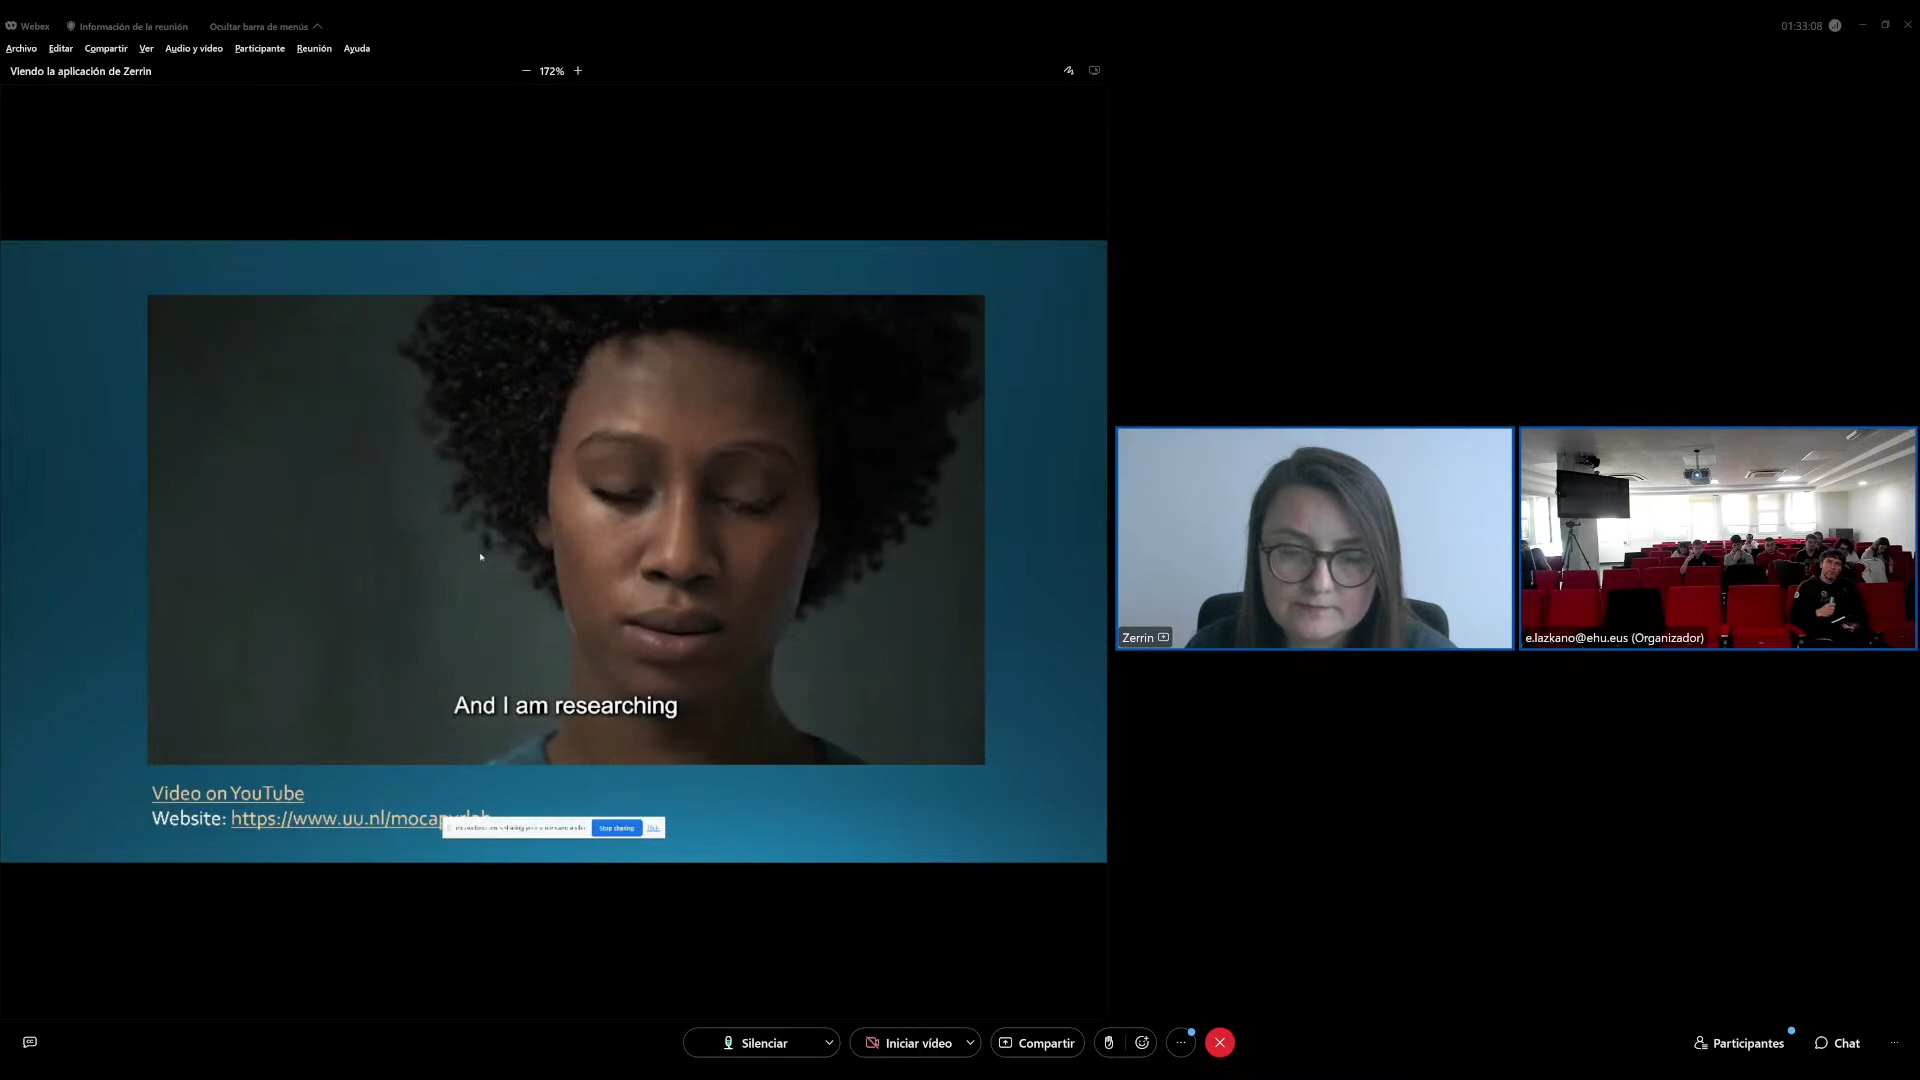 Webex
Información de la reunión
Ocultar barra de menús
01:33:08
Archivo Editar Compartir Ver Audio y vídeo Participante Reunión Ayuda
Viendo la aplicación de Zerrin
172%
And I am researching
Video on YouTube
Website: https://www.uu.nl/mocap
Stop sharing
Hide
Zerrin
e.lazkano@ehu.eus (Organizador)
Silenciar
Iniciar vídeo
Compartir
Participantes
Chat